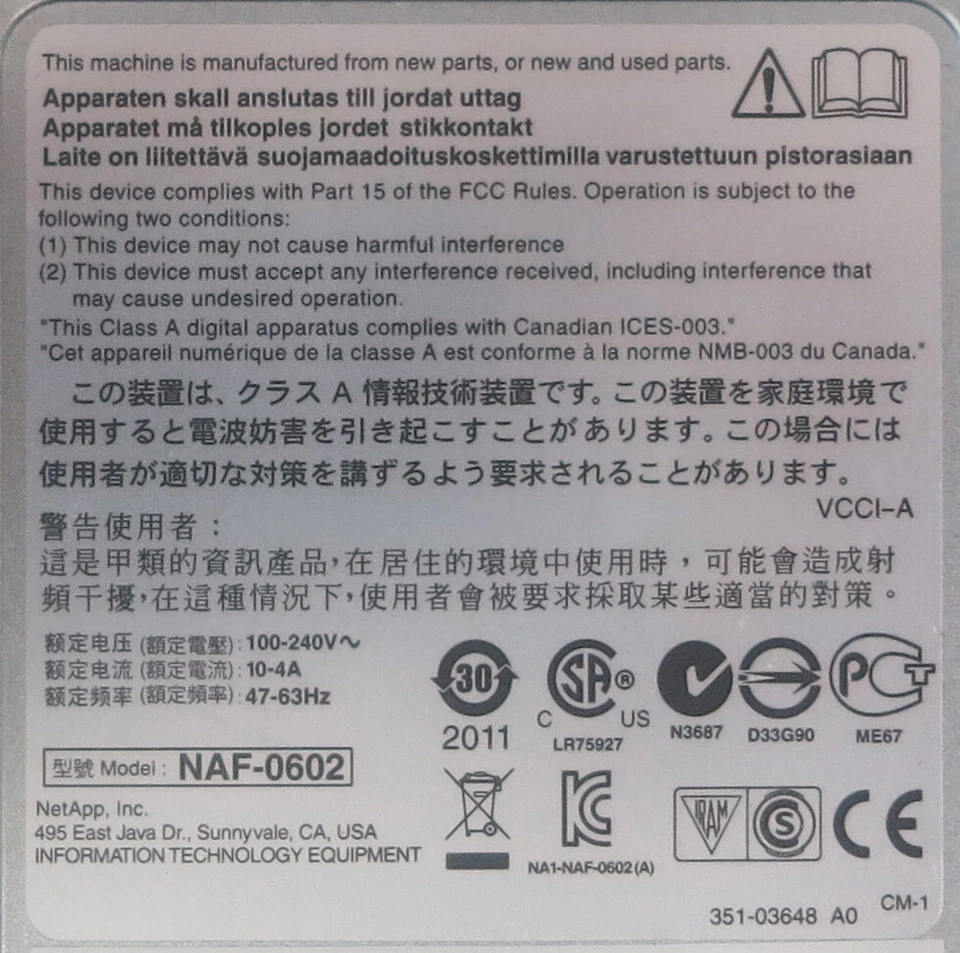 This machine is manufactured from new parts, or new and used parts.
Apparaten skall anslutas till jordat uttag
Apparatet må tilkoples jordet stikkontakt
Laite on liitettävä suojamaadoituskoskettimilla varustettuun pistorasiaan
This device complies with Part 15 of the FCC Rules. Operation is subject to the
following two conditions:
(1) This device may not cause harmful interference
(2) This device must accept any interference received, including interference that
may cause undesired operation.
"This Class A digital apparatus complies with Canadian ICES-003."
"Cet appareil numérique de la classe A est conforme à la norme NMB-003 du Canada."
この装置は、クラス A 情報技術装置です。この装置を家庭環境で
使用すると電波妨害を引き起こすことがあります。この場合には
使用者が適切な対策を講ずるよう要求されることがあります。
VCCI-A
警告使用者：
這是甲類的資訊產品，在居住的環境中使用時，可能會造成射
頻干擾，在這種情況下，使用者會被要求採取某些適當的對策。
额定电压 (額定電壓): 100-240V～
额定电流 (額定電流): 10-4A
额定频率 (額定頻率): 47-63Hz
30
2011
SA®
C US
LR75927
N3687
D33G90
PCT
ME67
型號 Model : NAF-0602
NetApp, Inc.
495 East Java Dr., Sunnyvale, CA, USA
INFORMATION TECHNOLOGY EQUIPMENT
KC
NA1-NAF-0602 (A)
IRAM
S
CE
351-03648 A0
CM-1